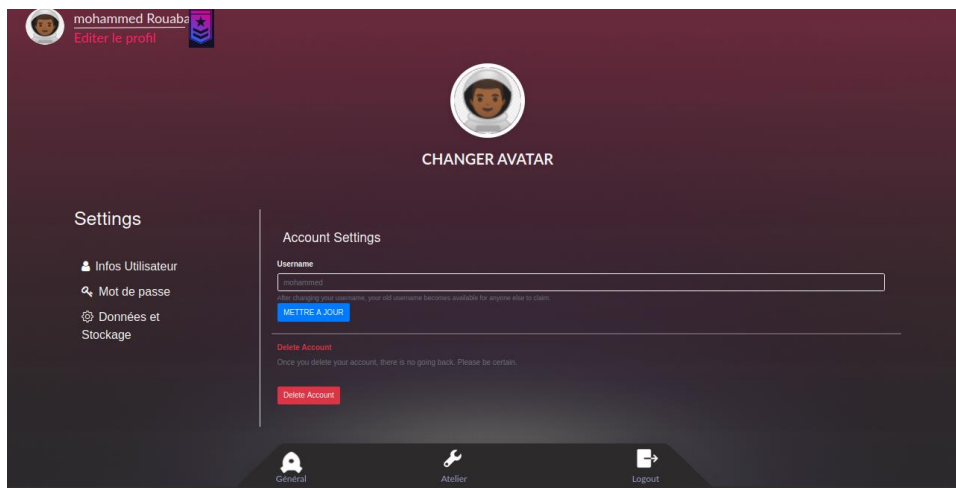 mohammed Rouaba
Editer le profil
CHANGER AVATAR
Settings
Infos Utilisateur
Mot de passe
Données et
Stockage
Account Settings
Username
mohammed
After changing your username, your old username becomes available for anyone else to claim.
METTRE A JOUR
Delete Account
Once you delete your account, there is no going back. Please be certain.
Delete Account
Général
Atelier
Logout